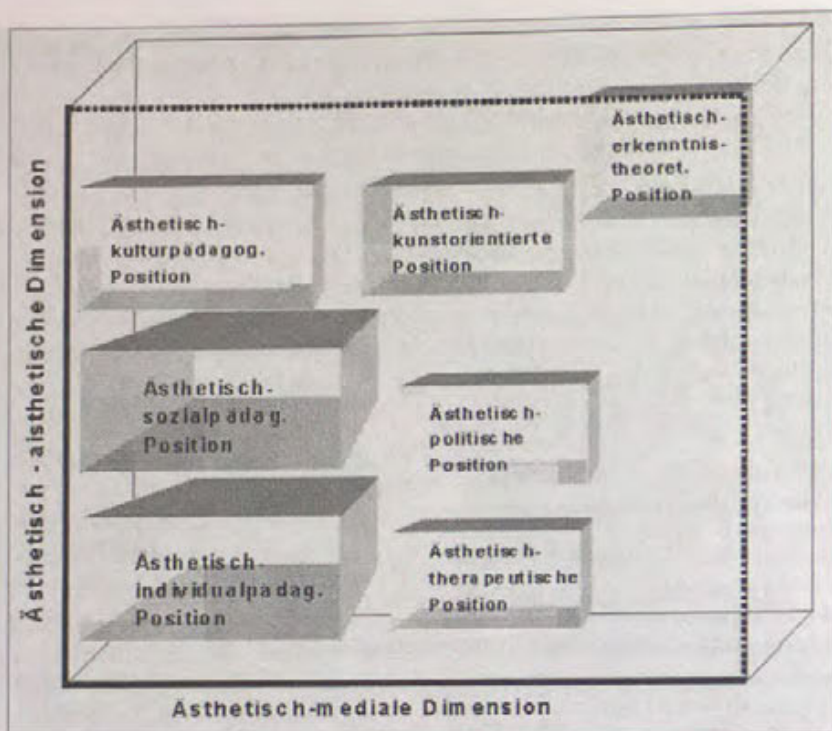 Ästhetisch - aisthetische Dimension
Ästhetisch-
erkenntnis-
theoret.
Position
Ästhetisch-
kulturpädagog.
Position
Ästhetisch-
kunstorientierte
Position
Ästhetisch-
sozialpädag.
Position
Ästhetisch-
politische
Position
Ästhetisch-
individualpädag.
Position
Ästhetisch-
therapeutische
Position
Ästhetisch-mediale Dimension